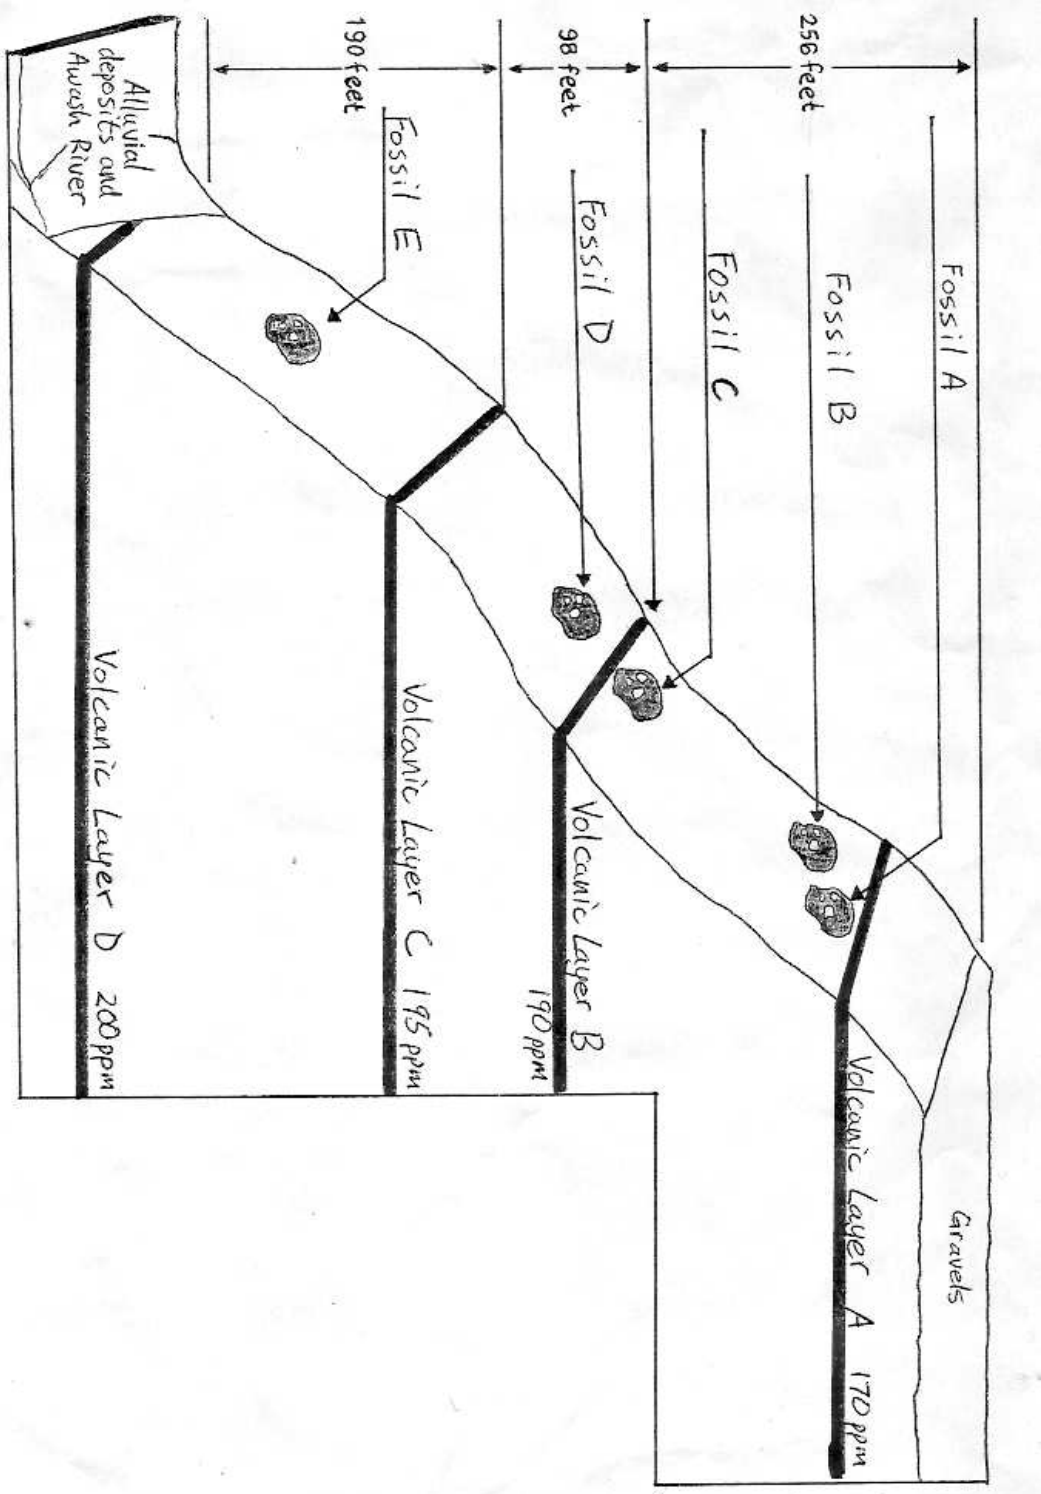 256 feet
98 feet
190 feet
Fossil A
Fossil B
Fossil C
Fossil D
Fossil E
Gravels
Volcanic Layer A 170 ppm
Volcanic Layer B
190 ppm
Volcanic Layer C 195 ppm
Volcanic Layer D 200 ppm
Alluvial
deposits and
Awash River